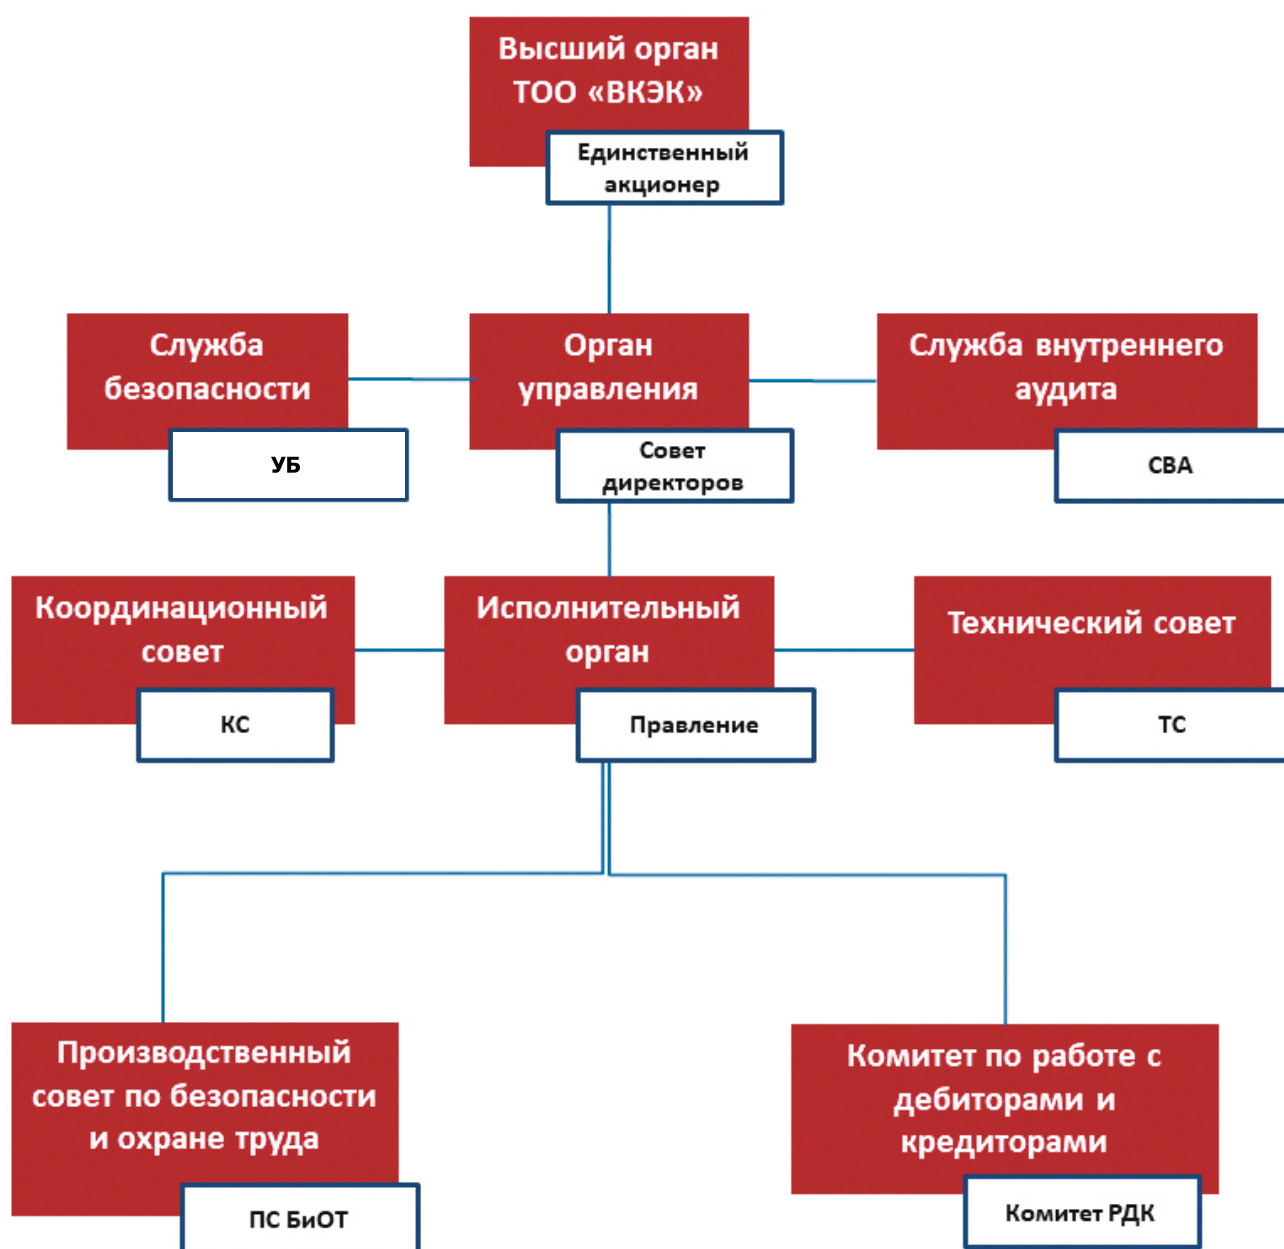 Высший орган
ТОО «ВКЭК»
Единственный
акционер
Служба
безопасности
УБ
Орган
управления
Совет
директоров
Служба внутреннего
аудита
СВА
Координационный
совет
КС
Исполнительный
орган
Правление
Технический совет
ТС
Производственный
совет по безопасности
и охране труда
ПС БиОТ
Комитет по работе с
дебиторами и
кредиторами
Комитет РДК